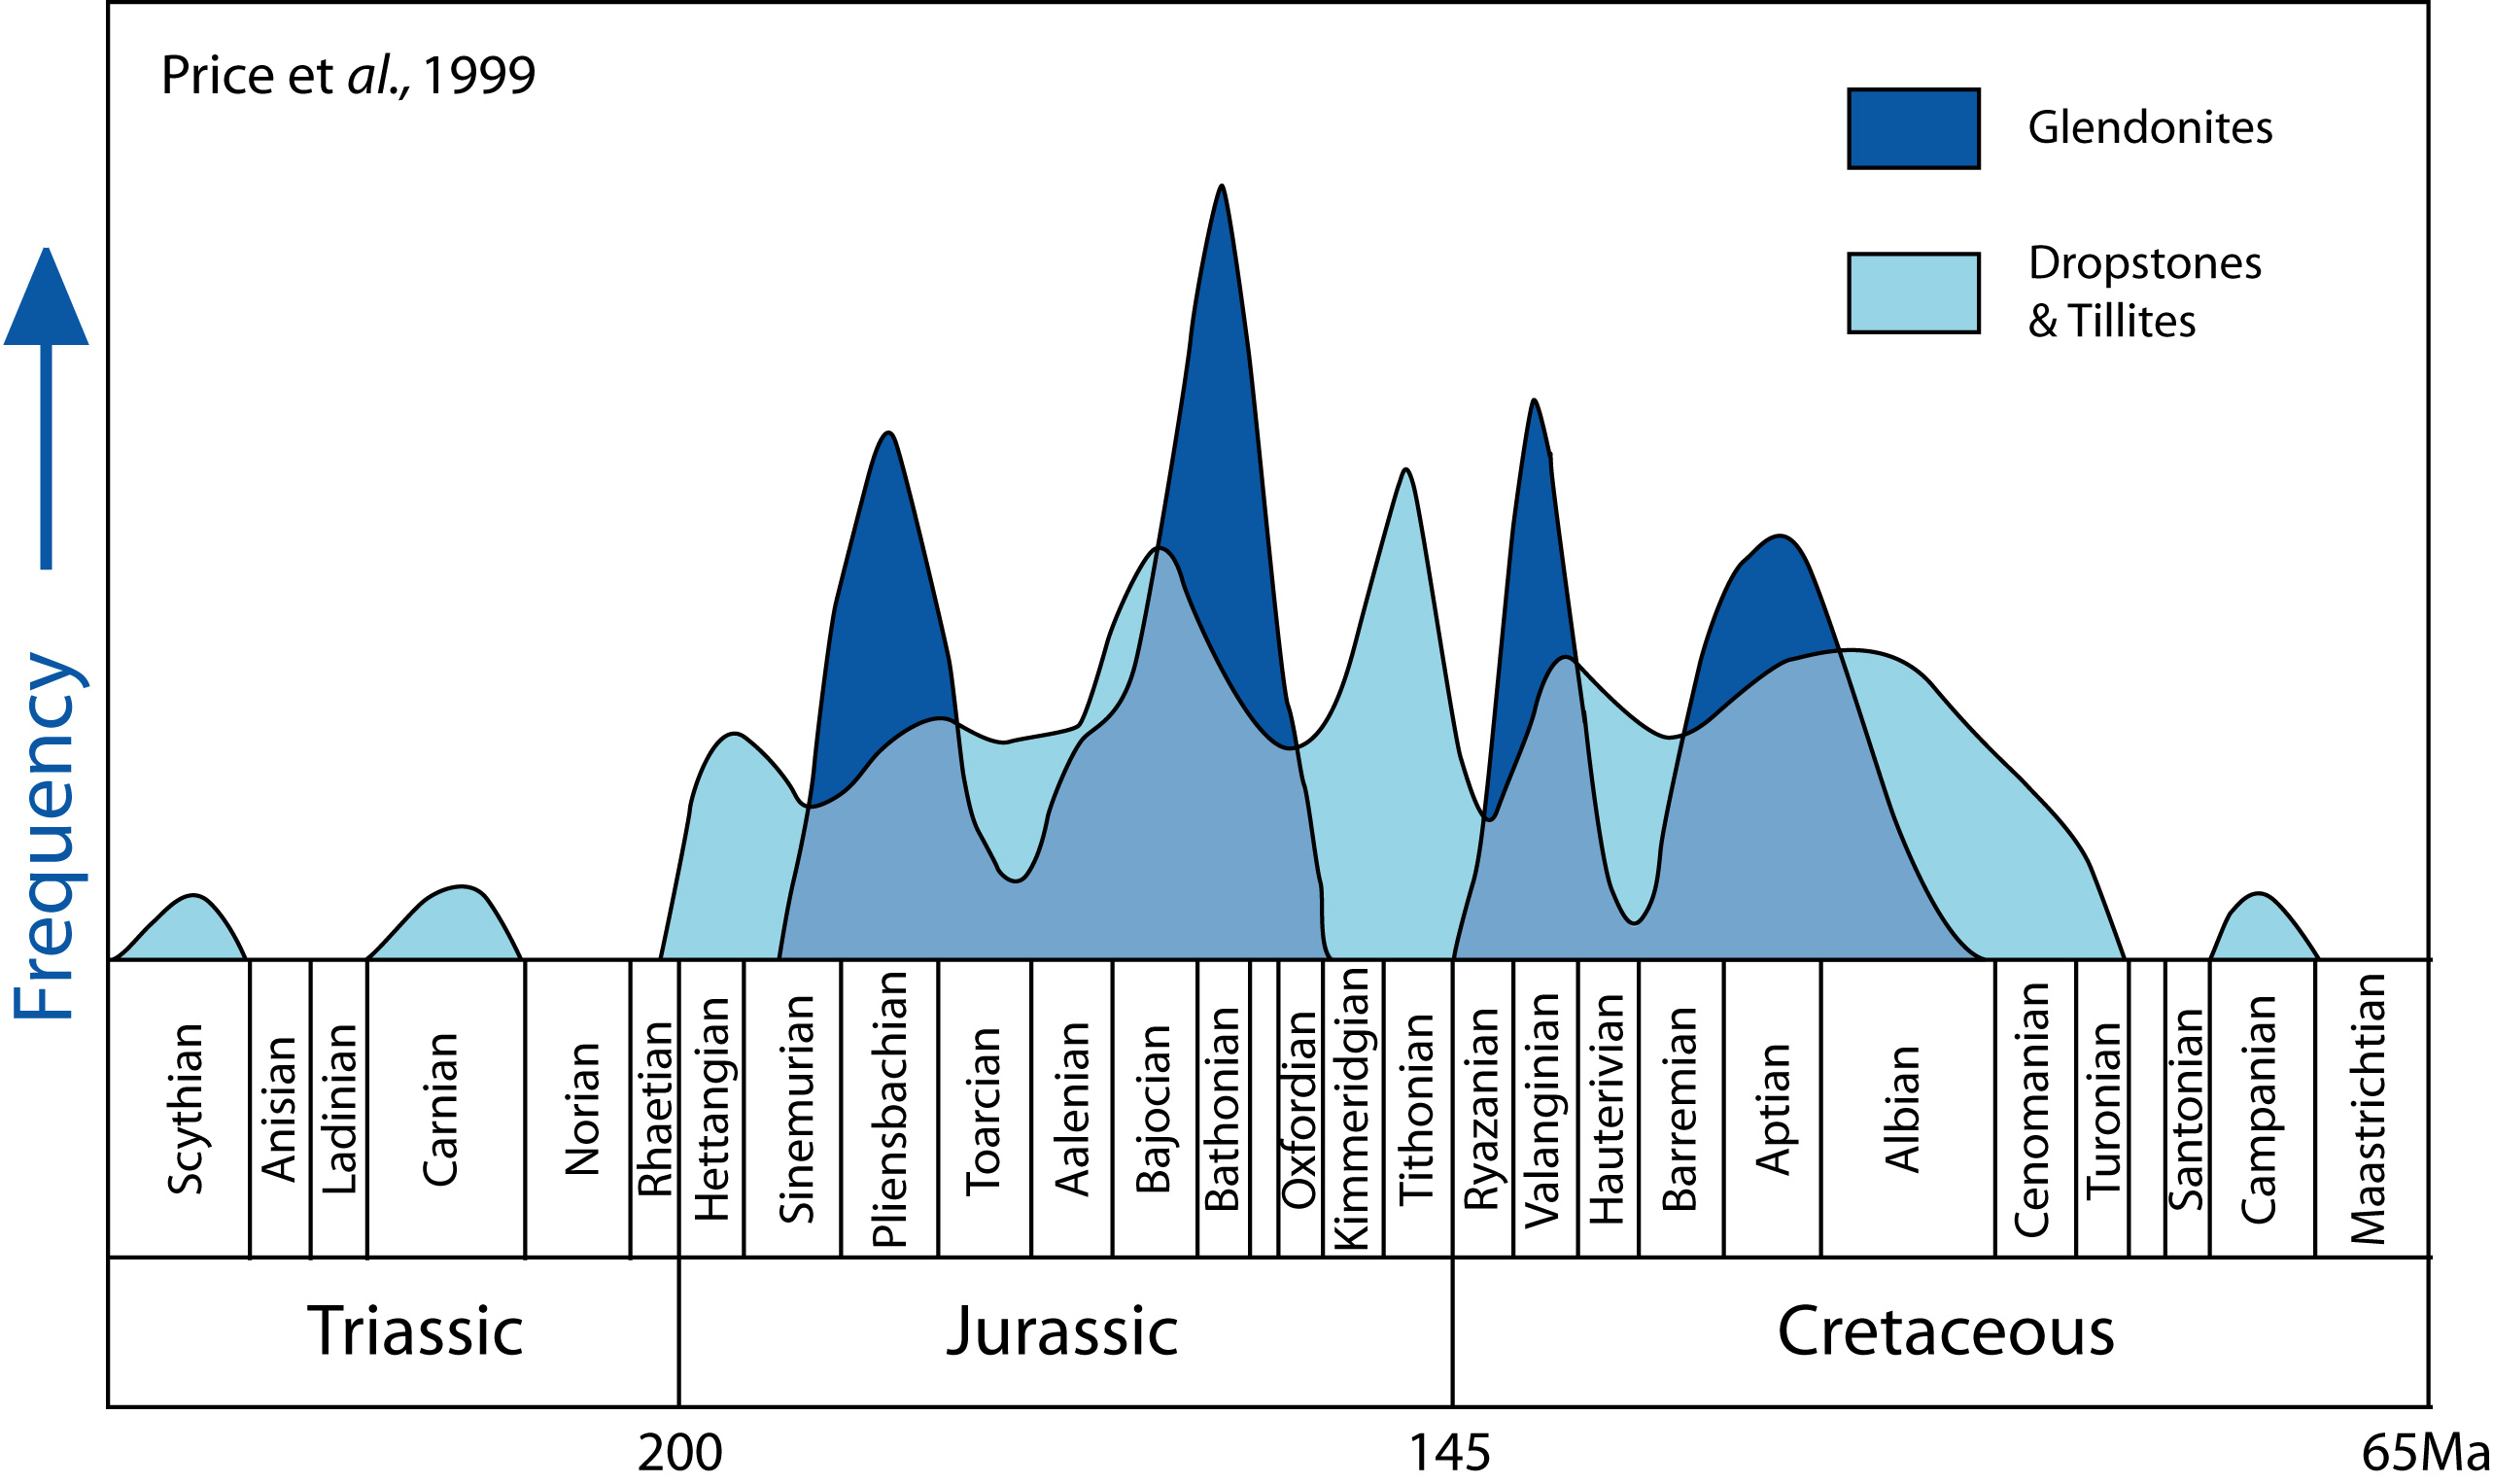 Price et al., 1999
Glendonites
Dropstones
& Tillites
Frequency
Scythian
Anisian
Ladinian
Carnian
Norian
Rhaetian
Hettangian
Sinemurian
Pliensbachian
Toarcian
Aalenian
Bajocian
Bathonian
Oxfordian
Kimmeridgian
Tithonian
Ryazanian
Valanginian
Hauterivian
Barremian
Aptian
Albian
Cenomanian
Turonian
Santonian
Campanian
Maastrichtian
Triassic
Jurassic
Cretaceous
200
145
65Ma